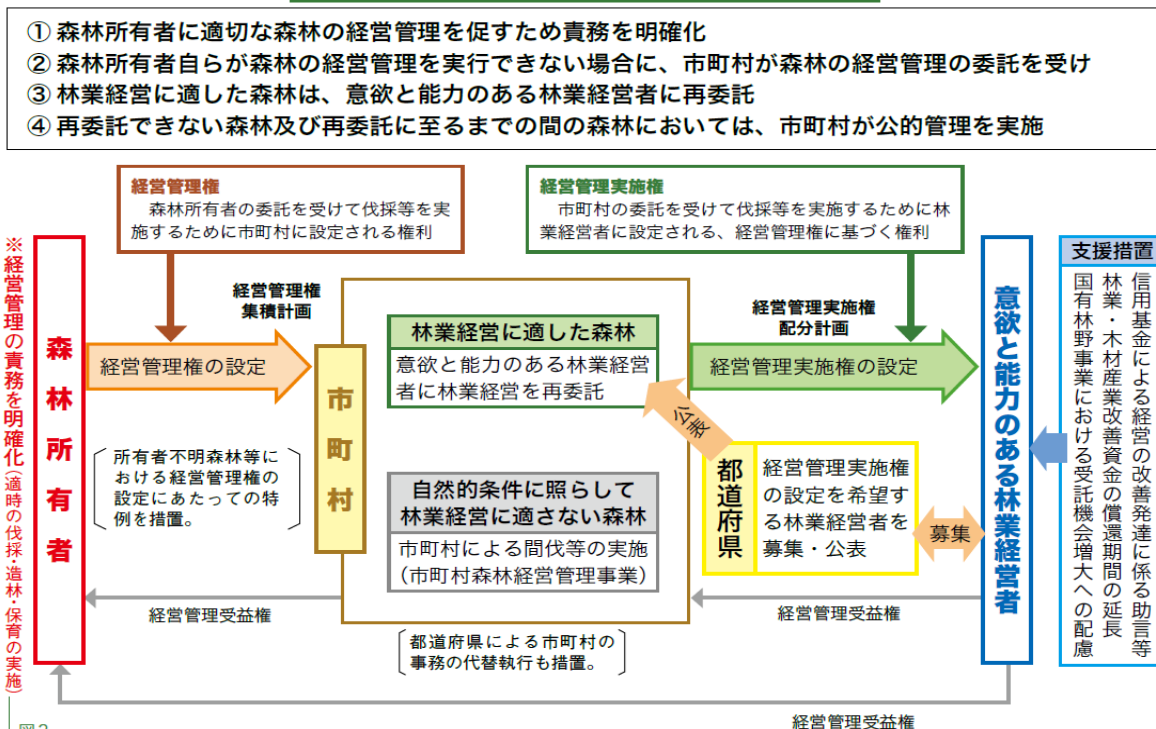 ① 森林所有者に適切な森林の経営管理を促すため責務を明確化
② 森林所有者自らが森林の経営管理を実行できない場合に、市町村が森林の経営管理の委託を受け
③ 林業経営に適した森林は、意欲と能力のある林業経営者に再委託
④ 再委託できない森林及び再委託に至るまでの間の森林においては、市町村が公的管理を実施
経営管理権
森林所有者の委託を受けて伐採等を実
施するために市町村に設定される権利
経営管理実施権
市町村の委託を受けて伐採等を実施するために林
業経営者に設定される、経営管理権に基づく権利
※経営管理の責務を明確化(適時の伐採・造林・保育の実施)
森林所有者
経営管理権
集積計画
経営管理権の設定
所有者不明森林等に
おける経営管理権の
設定にあたっての特
例を措置。
市町村
林業経営に適した森林
意欲と能力のある林業経営
者に林業経営を再委託
自然的条件に照らして
林業経営に適さない森林
市町村による間伐等の実施
(市町村森林経営管理事業)
経営管理実施権
配分計画
経営管理実施権の設定
公表
都道府県
経営管理実施権
の設定を希望す
る林業経営者を
募集・公表
募集
意欲と能力のある林業経営者
支援措置
信用基金による経営の改善発達に係る助言等
林業・木材産業改善資金の償還期間の延長
国有林野事業における受託機会増大への配慮
経営管理受益権
経営管理受益権
都道府県による市町村の
事務の代替執行も措置。
経営管理受益権